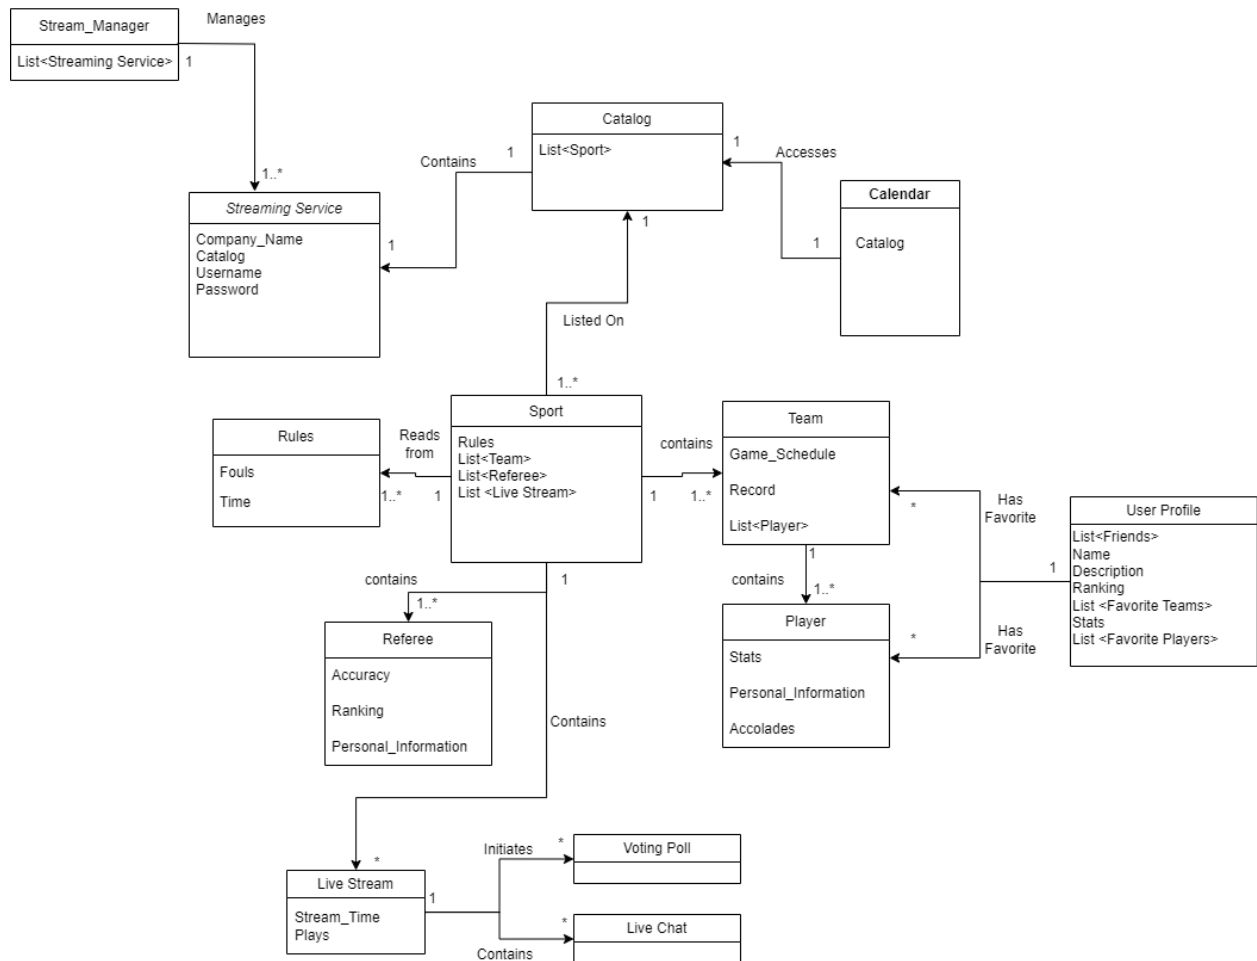 Stream_Manager
Manages
List<Streaming Service>
1
1..*
Streaming Service
Company_Name
Catalog
Username
Password
Contains
1
1
Catalog
List<Sport>
1
Accesses
1
Calendar
Catalog
1
Listed On
1..*
Sport
Rules
List<Team>
List<Referee>
List <Live Stream>
Reads
from
1..*
1
Rules
Fouls
Time
contains
1
1..*
Team
Game_Schedule
Record
List<Player>
1
contains
1..*
Player
Stats
Personal_Information
Accolades
Has
Favorite
*
1
Has
Favorite
*
User Profile
List<Friends>
Name
Description
Ranking
List <Favorite Teams>
Stats
List <Favorite Players>
contains
1
1..*
Referee
Accuracy
Ranking
Personal_Information
Contains
*
Live Stream
Stream_Time
Plays
1
Initiates
*
Voting Poll
*
Contains
Live Chat